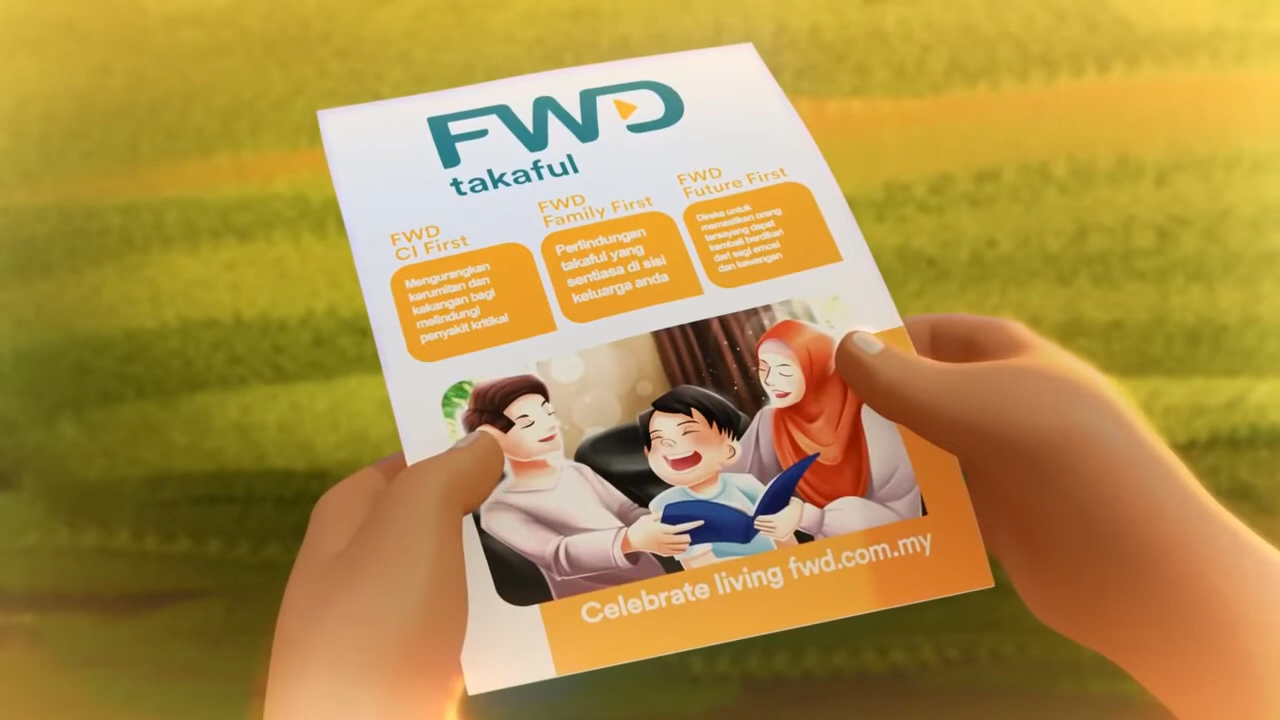 FWD
takaful
FWD
CI First
Mengurangkan
kerumitan dan
kekangan bagi
melindungi
penyakit kritikal
FWD
Family First
Perlindungan
takaful yang
sentiasa di sisi
keluarga anda
FWD
Future First
Direka untuk
memastikan orang
tersayang dapat
kembali berdikari
dari segi emosi
dan kewangan
Celebrate living fwd.com.my